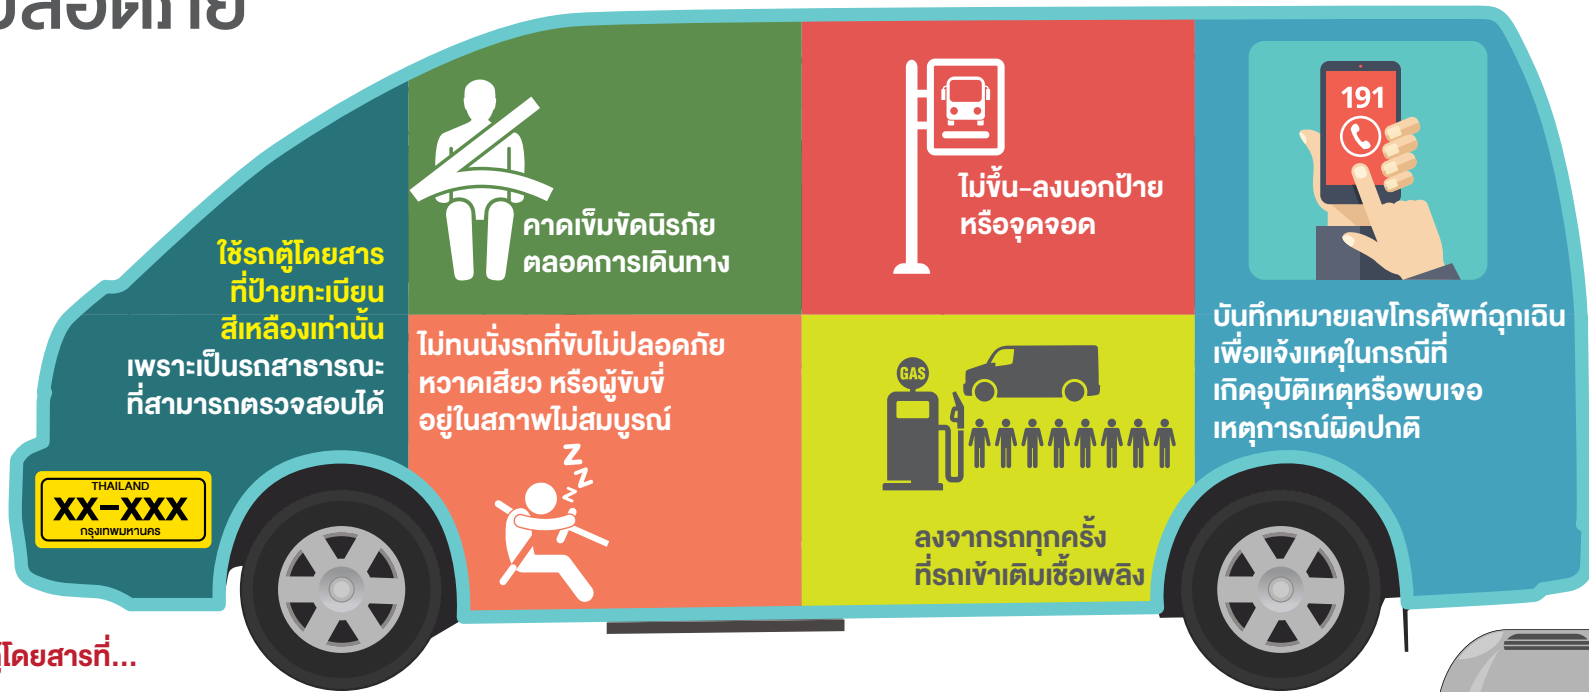 ปลอดภัย
ใช้รถตู้โดยสาร
ที่ป้ายทะเบียน
สีเหลืองเท่านั้น
เพราะเป็นรถสาธารณะ
ที่สามารถตรวจสอบได้
THAILAND
XX-XXX
กรุงเทพมหานคร
คาดเข็มขัดนิรภัย
ตลอดการเดินทาง
ไม่ทนนั่งรถที่ขับไม่ปลอดภัย
หวาดเสียว หรือผู้ขับขี่
อยู่ในสภาพไม่สมบูรณ์
z
z
z
z
ไม่ขึ้น-ลงนอกป้าย
หรือจุดจอด
GAS
ลงจากรถทุกครั้ง
ที่รถเข้าเติมเชื้อเพลิง
191
บันทึกหมายเลขโทรศัพท์ฉุกเฉิน
เพื่อแจ้งเหตุในกรณีที่
เกิดอุบัติเหตุหรือพบเจอ
เหตุการณ์ผิดปกติ
โดยสารที่...